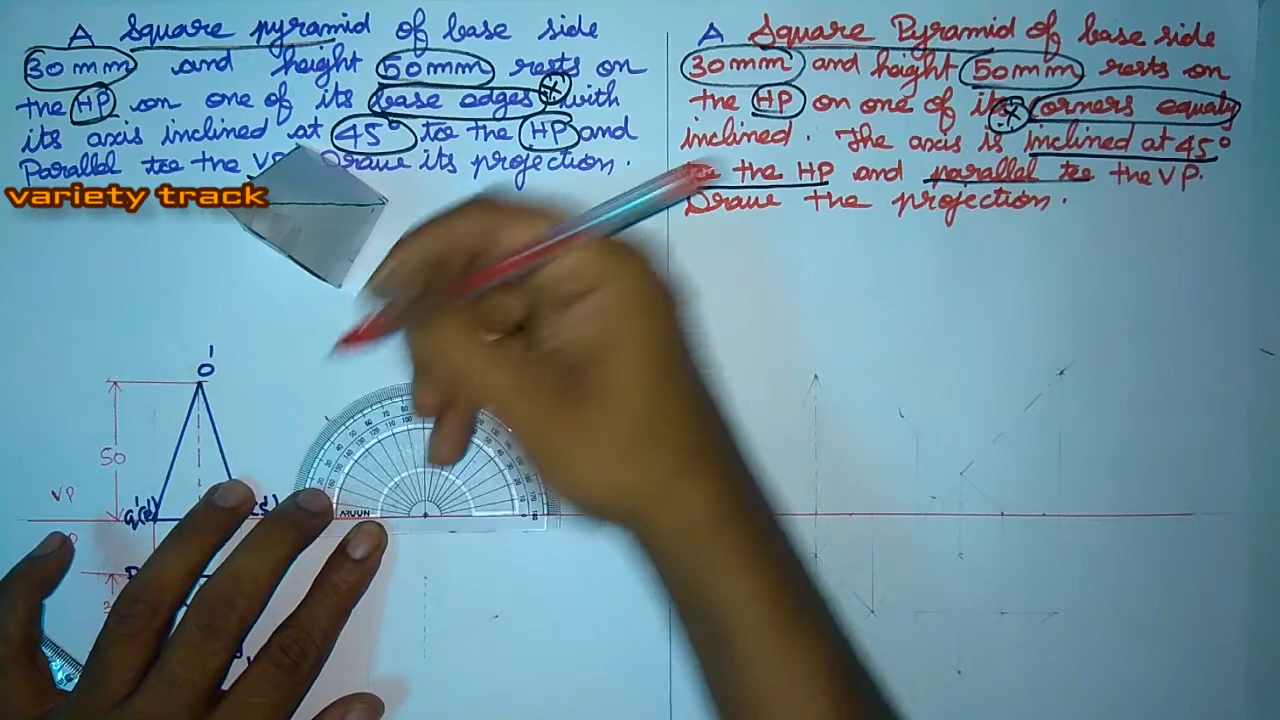 A Square pyramid of base side
30mm and height 50mm rests on
the HP on one of its base edges with
its axis inclined at 45° to the HP and
Parallel to the VP. Draw its projection.
variety track
A Square Pyramid of base side
30mm and height 50mm rests on
the HP on one of its corners equaly
inclined. The axis is inclined at 45°
to the HP and parallel to the VP.
Draw the projection.
o'
50
VP
ARUUN